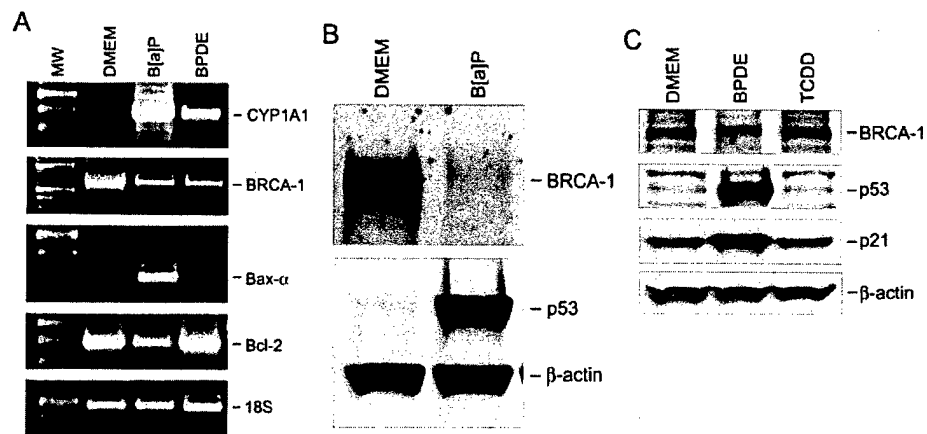 A
MW
DMEM
B[a]P
BPDE
CYP1A1
BRCA-1
Bax-α
Bcl-2
18S
B
DMEM
B[a]P
BRCA-1
p53
β-actin
C
DMEM
BPDE
TCDD
BRCA-1
p53
p21
β-actin